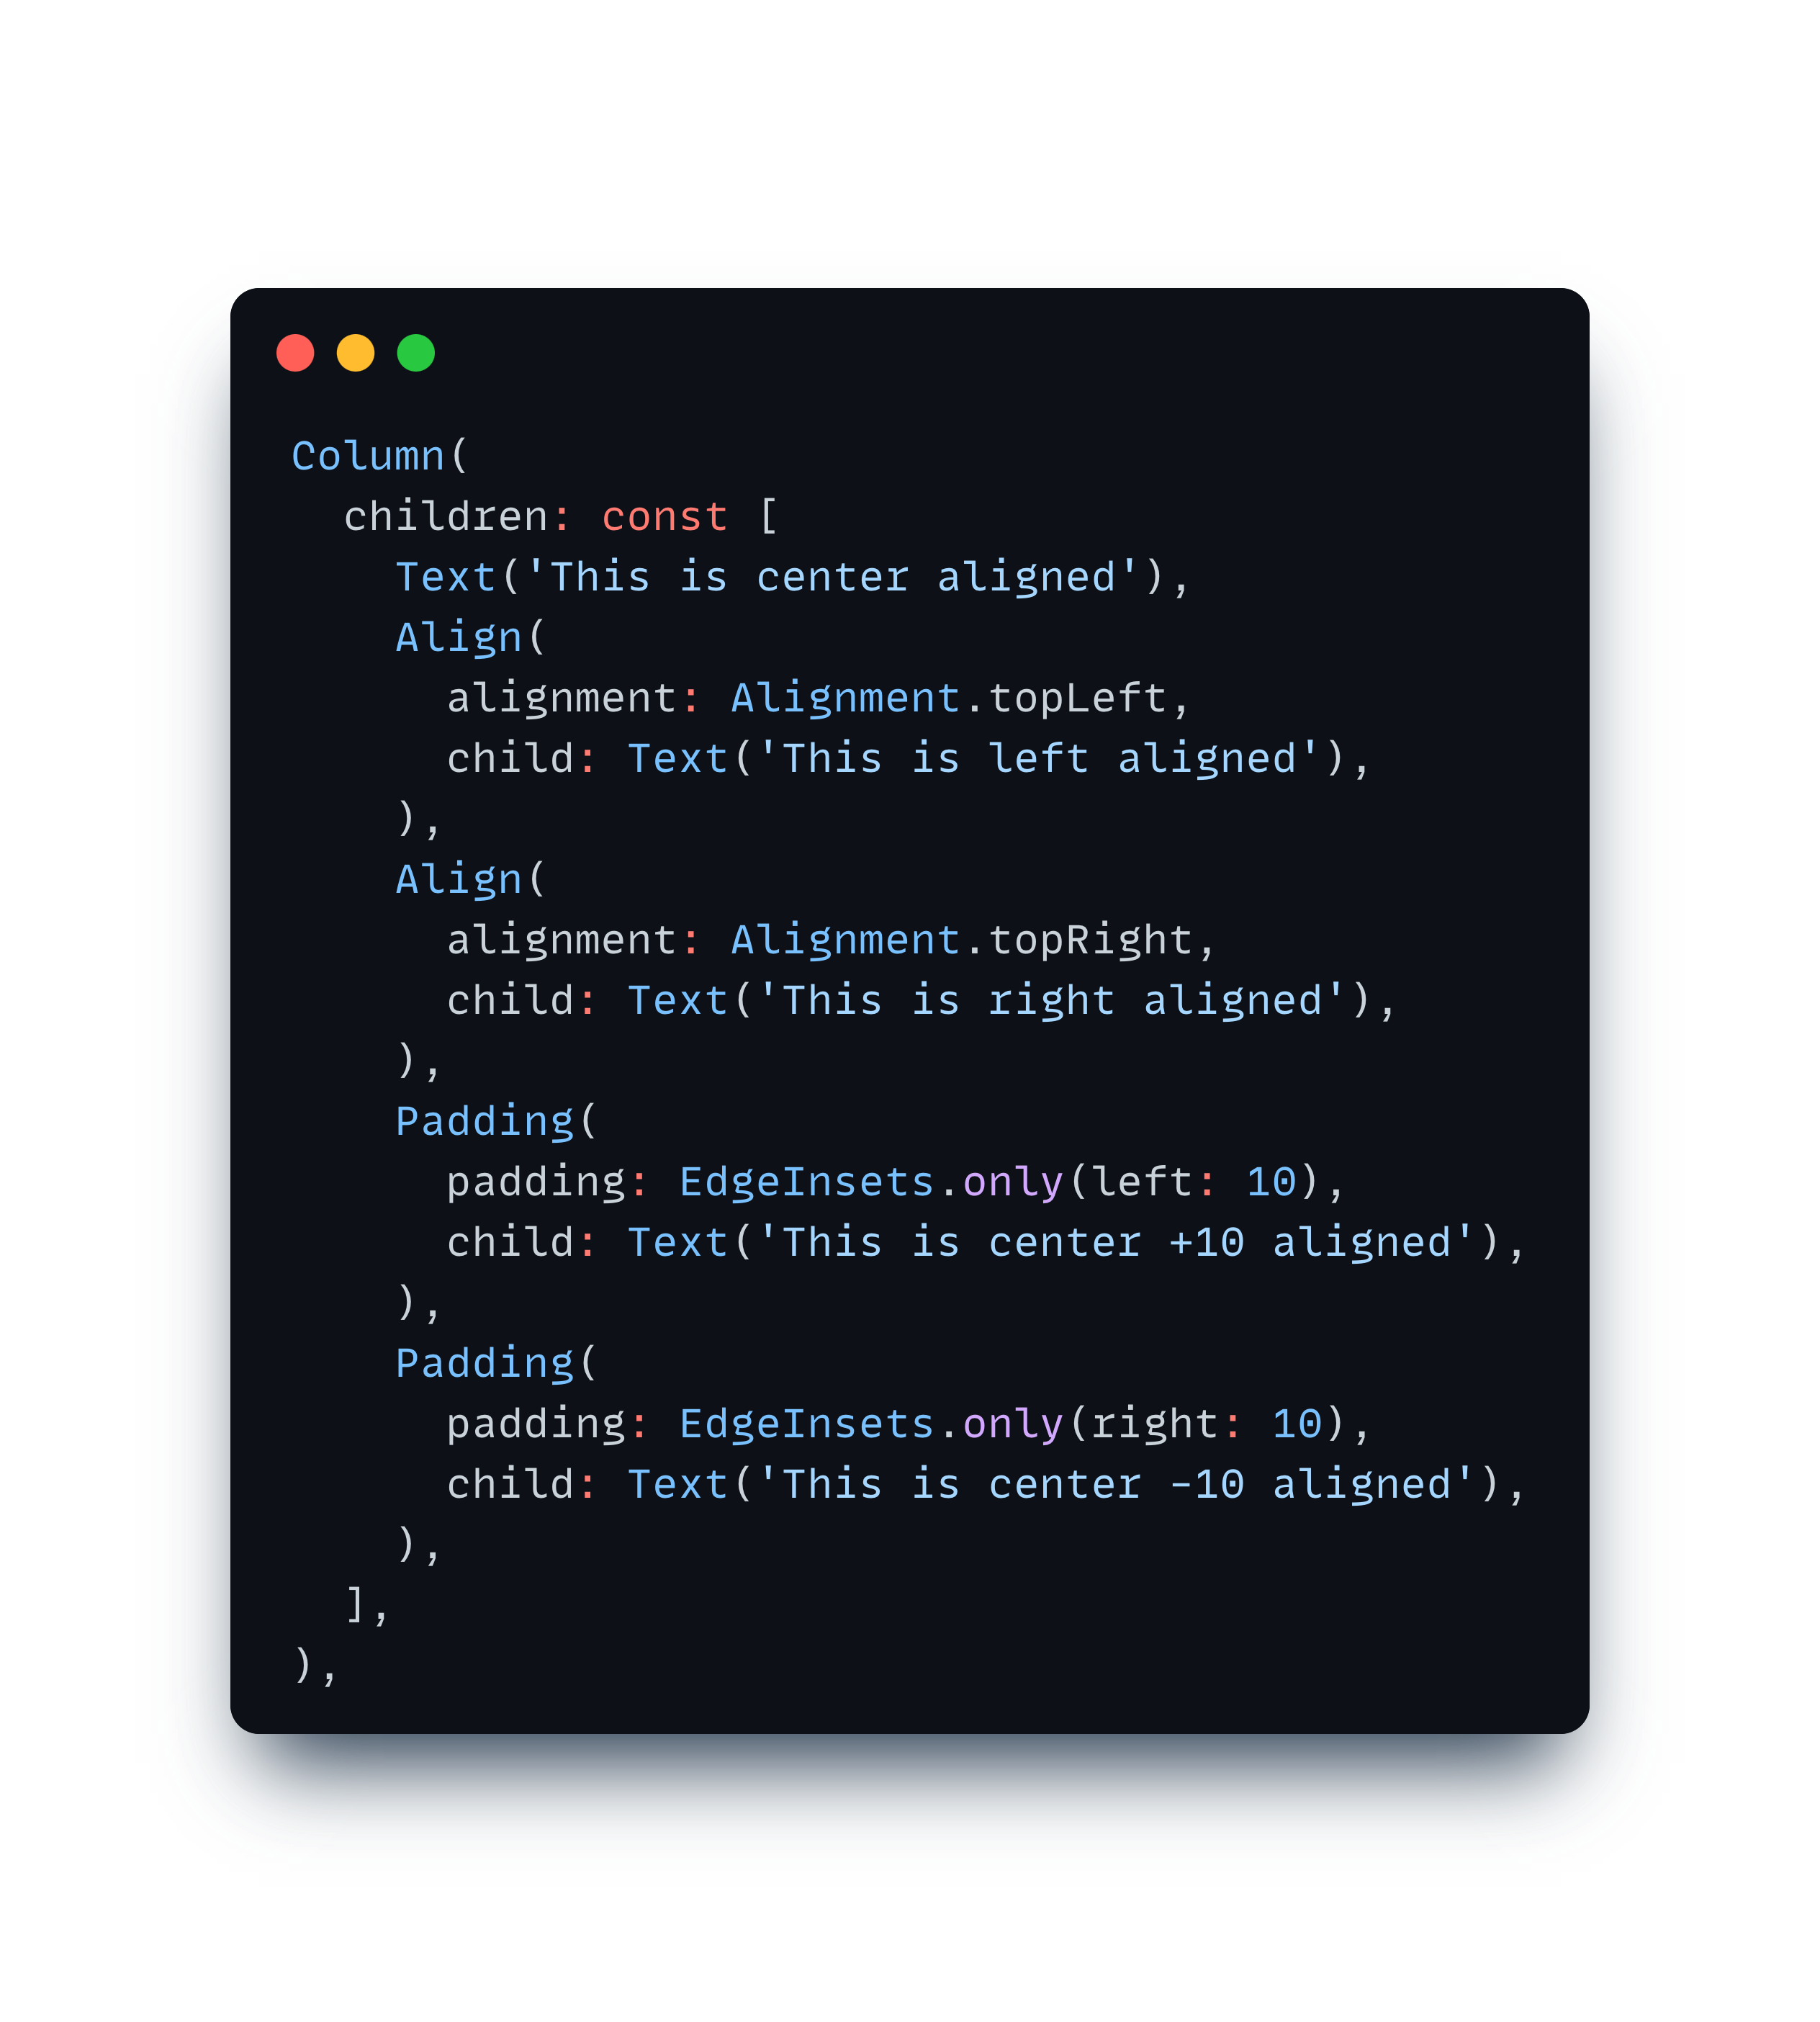 Column(
  children: const [
    Text('This is center aligned'),
    Align(
      alignment: Alignment.topLeft,
      child: Text('This is left aligned'),
    ),
    Align(
      alignment: Alignment.topRight,
      child: Text('This is right aligned'),
    ),
    Padding(
      padding: EdgeInsets.only(left: 10),
      child: Text('This is center +10 aligned'),
    ),
    Padding(
      padding: EdgeInsets.only(right: 10),
      child: Text('This is center -10 aligned'),
    ),
  ],
),